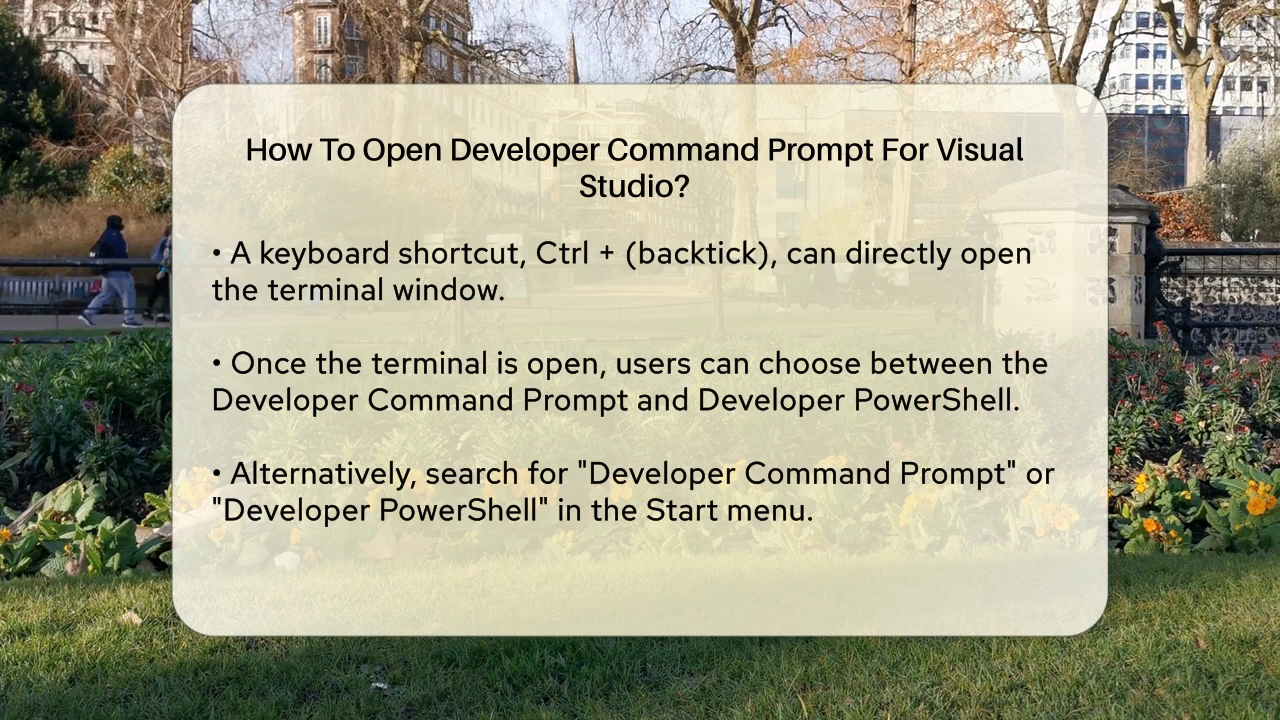 How To Open Developer Command Prompt For Visual
Studio?
• A keyboard shortcut, Ctrl + (backtick), can directly open
the terminal window.
• Once the terminal is open, users can choose between the
Developer Command Prompt and Developer PowerShell.
• Alternatively, search for "Developer Command Prompt" or
"Developer PowerShell" in the Start menu.